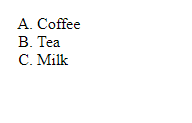 A. Coffee
B. Tea
C. Milk